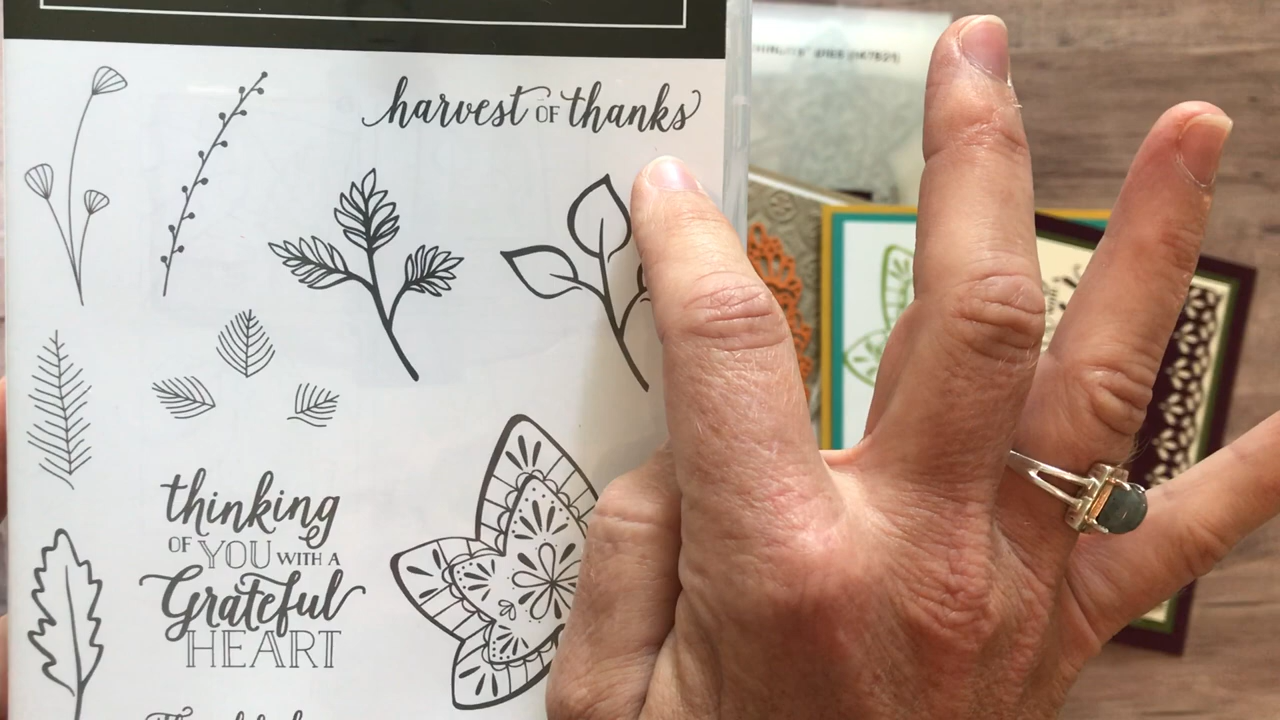 harvest OF thanks
thinking
OF YOU WITH A
Grateful
HEART